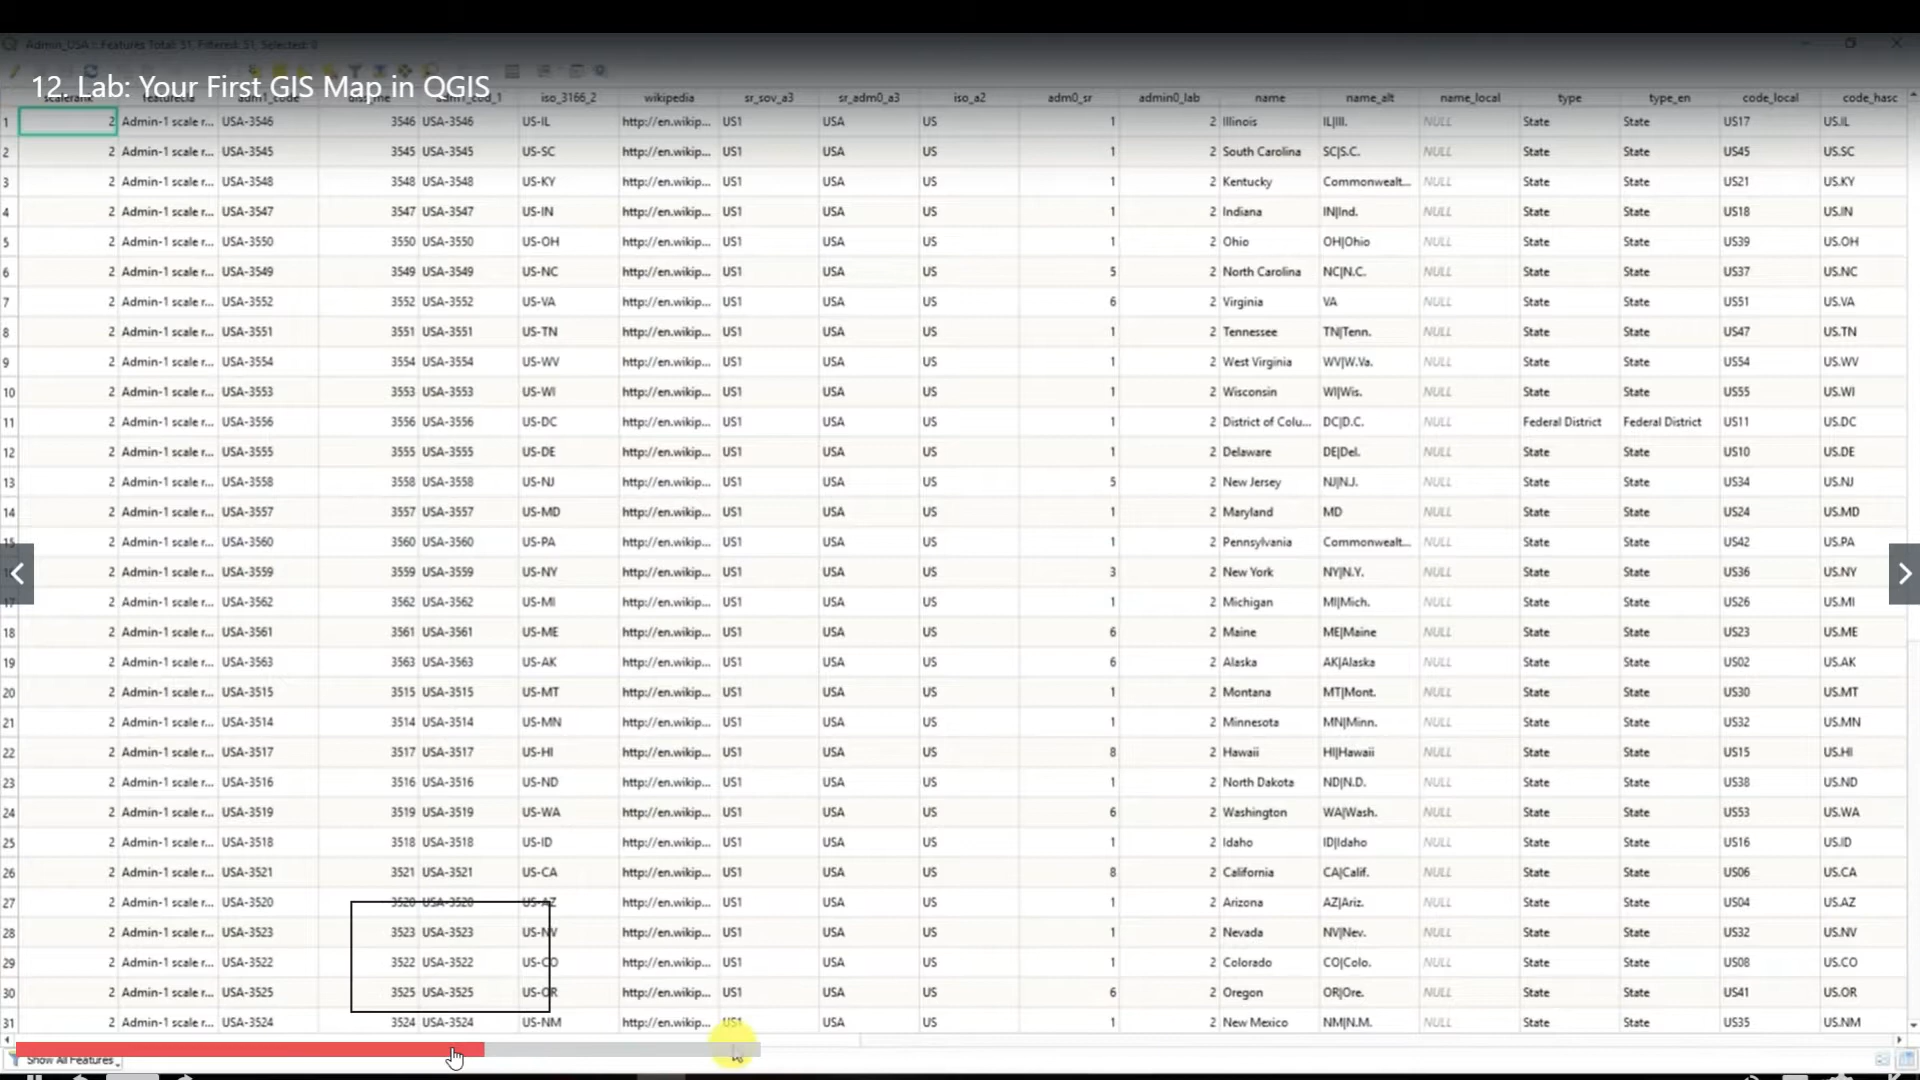 Admin_USA :: Features Total: 51, Filtered: 51, Selected: 0
12. Lab: Your First GIS Map in QGIS
scalerank featurecla adm1_code diss_me adm1_cod_1 iso_3166_2 wikipedia sr_sov_a3 sr_adm0_a3 iso_a2 adm0_sr admin0_lab name name_alt name_local type type_en code_local code_hasc
1 2 Admin-1 scale r... USA-3546 3546 USA-3546 US-IL http://en.wikip... US1 USA US 1 2 Illinois IL|Ill. NULL State State US17 US.IL
2 2 Admin-1 scale r... USA-3545 3545 USA-3545 US-SC http://en.wikip... US1 USA US 1 2 South Carolina SC|S.C. NULL State State US45 US.SC
3 2 Admin-1 scale r... USA-3548 3548 USA-3548 US-KY http://en.wikip... US1 USA US 1 2 Kentucky Commonwealt... NULL State State US21 US.KY
4 2 Admin-1 scale r... USA-3547 3547 USA-3547 US-IN http://en.wikip... US1 USA US 1 2 Indiana IN|Ind. NULL State State US18 US.IN
5 2 Admin-1 scale r... USA-3550 3550 USA-3550 US-OH http://en.wikip... US1 USA US 1 2 Ohio OH|Ohio NULL State State US39 US.OH
6 2 Admin-1 scale r... USA-3549 3549 USA-3549 US-NC http://en.wikip... US1 USA US 5 2 North Carolina NC|N.C. NULL State State US37 US.NC
7 2 Admin-1 scale r... USA-3552 3552 USA-3552 US-VA http://en.wikip... US1 USA US 6 2 Virginia VA NULL State State US51 US.VA
8 2 Admin-1 scale r... USA-3551 3551 USA-3551 US-TN http://en.wikip... US1 USA US 1 2 Tennessee TN|Tenn. NULL State State US47 US.TN
9 2 Admin-1 scale r... USA-3554 3554 USA-3554 US-WV http://en.wikip... US1 USA US 1 2 West Virginia WV|W.Va. NULL State State US54 US.WV
10 2 Admin-1 scale r... USA-3553 3553 USA-3553 US-WI http://en.wikip... US1 USA US 1 2 Wisconsin WI|Wis. NULL State State US55 US.WI
11 2 Admin-1 scale r... USA-3556 3556 USA-3556 US-DC http://en.wikip... US1 USA US 1 2 District of Colu... DC|D.C. NULL Federal District Federal District US11 US.DC
12 2 Admin-1 scale r... USA-3555 3555 USA-3555 US-DE http://en.wikip... US1 USA US 1 2 Delaware DE|Del. NULL State State US10 US.DE
13 2 Admin-1 scale r... USA-3558 3558 USA-3558 US-NJ http://en.wikip... US1 USA US 5 2 New Jersey NJ|N.J. NULL State State US34 US.NJ
14 2 Admin-1 scale r... USA-3557 3557 USA-3557 US-MD http://en.wikip... US1 USA US 1 2 Maryland MD NULL State State US24 US.MD
15 2 Admin-1 scale r... USA-3560 3560 USA-3560 US-PA http://en.wikip... US1 USA US 1 2 Pennsylvania Commonwealt... NULL State State US42 US.PA
2 Admin-1 scale r... USA-3559 3559 USA-3559 US-NY http://en.wikip... US1 USA US 3 2 New York NY|N.Y. NULL State State US36 US.NY
17 2 Admin-1 scale r... USA-3562 3562 USA-3562 US-MI http://en.wikip... US1 USA US 1 2 Michigan MI|Mich. NULL State State US26 US.MI
18 2 Admin-1 scale r... USA-3561 3561 USA-3561 US-ME http://en.wikip... US1 USA US 6 2 Maine ME|Maine NULL State State US23 US.ME
19 2 Admin-1 scale r... USA-3563 3563 USA-3563 US-AK http://en.wikip... US1 USA US 6 2 Alaska AK|Alaska NULL State State US02 US.AK
20 2 Admin-1 scale r... USA-3515 3515 USA-3515 US-MT http://en.wikip... US1 USA US 1 2 Montana MT|Mont. NULL State State US30 US.MT
21 2 Admin-1 scale r... USA-3514 3514 USA-3514 US-MN http://en.wikip... US1 USA US 1 2 Minnesota MN|Minn. NULL State State US32 US.MN
22 2 Admin-1 scale r... USA-3517 3517 USA-3517 US-HI http://en.wikip... US1 USA US 8 2 Hawaii HI|Hawaii NULL State State US15 US.HI
23 2 Admin-1 scale r... USA-3516 3516 USA-3516 US-ND http://en.wikip... US1 USA US 1 2 North Dakota ND|N.D. NULL State State US38 US.ND
24 2 Admin-1 scale r... USA-3519 3519 USA-3519 US-WA http://en.wikip... US1 USA US 6 2 Washington WA|Wash. NULL State State US53 US.WA
25 2 Admin-1 scale r... USA-3518 3518 USA-3518 US-ID http://en.wikip... US1 USA US 1 2 Idaho ID|Idaho NULL State State US16 US.ID
26 2 Admin-1 scale r... USA-3521 3521 USA-3521 US-CA http://en.wikip... US1 USA US 8 2 California CA|Calif. NULL State State US06 US.CA
27 2 Admin-1 scale r... USA-3520 3520 USA-3520 US-AZ http://en.wikip... US1 USA US 1 2 Arizona AZ|Ariz. NULL State State US04 US.AZ
28 2 Admin-1 scale r... USA-3523 3523 USA-3523 US-NV http://en.wikip... US1 USA US 1 2 Nevada NV|Nev. NULL State State US32 US.NV
29 2 Admin-1 scale r... USA-3522 3522 USA-3522 US-CO http://en.wikip... US1 USA US 1 2 Colorado CO|Colo. NULL State State US08 US.CO
30 2 Admin-1 scale r... USA-3525 3525 USA-3525 US-OR http://en.wikip... US1 USA US 6 2 Oregon OR|Ore. NULL State State US41 US.OR
31 2 Admin-1 scale r... USA-3524 3524 USA-3524 US-NM http://en.wikip... US1 USA US 1 2 New Mexico NM|N.M. NULL State State US35 US.NM
Show All Features